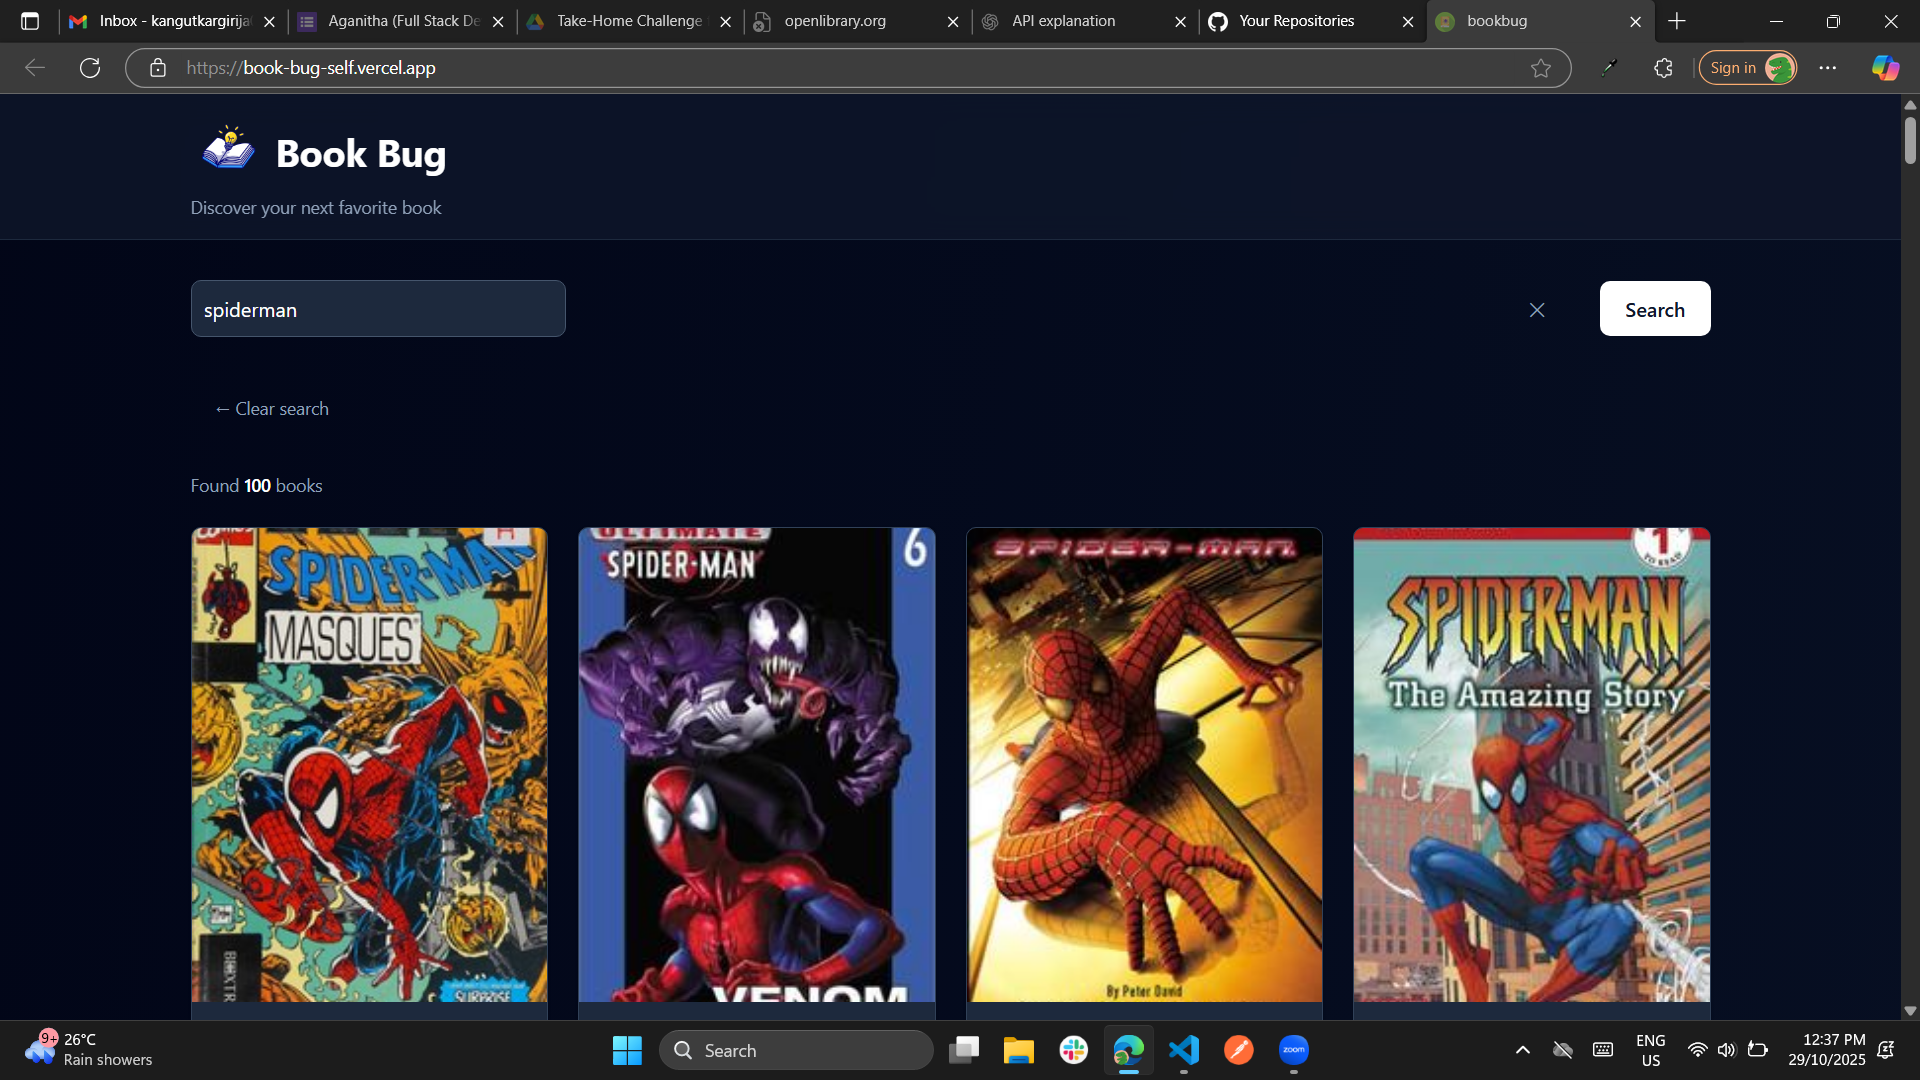 Inbox - kangutkargirija
Aganitha (Full Stack De
Take-Home Challenge
openlibrary.org
API explanation
Your Repositories
bookbug
https://book-bug-self.vercel.app
Sign in
Book Bug
Discover your next favorite book
spiderman
Search
← Clear search
Found 100 books
SPIDER-MAN
MASQUES
SURPRISE
ULTIMATE
SPIDER-MAN
6
VENOM
SPIDER-MAN
By Peter David
1
TO READ
SPIDER-MAN
The Amazing Story
9+
26°C
Rain showers
Search
zoom
ENG
US
12:37 PM
29/10/2025